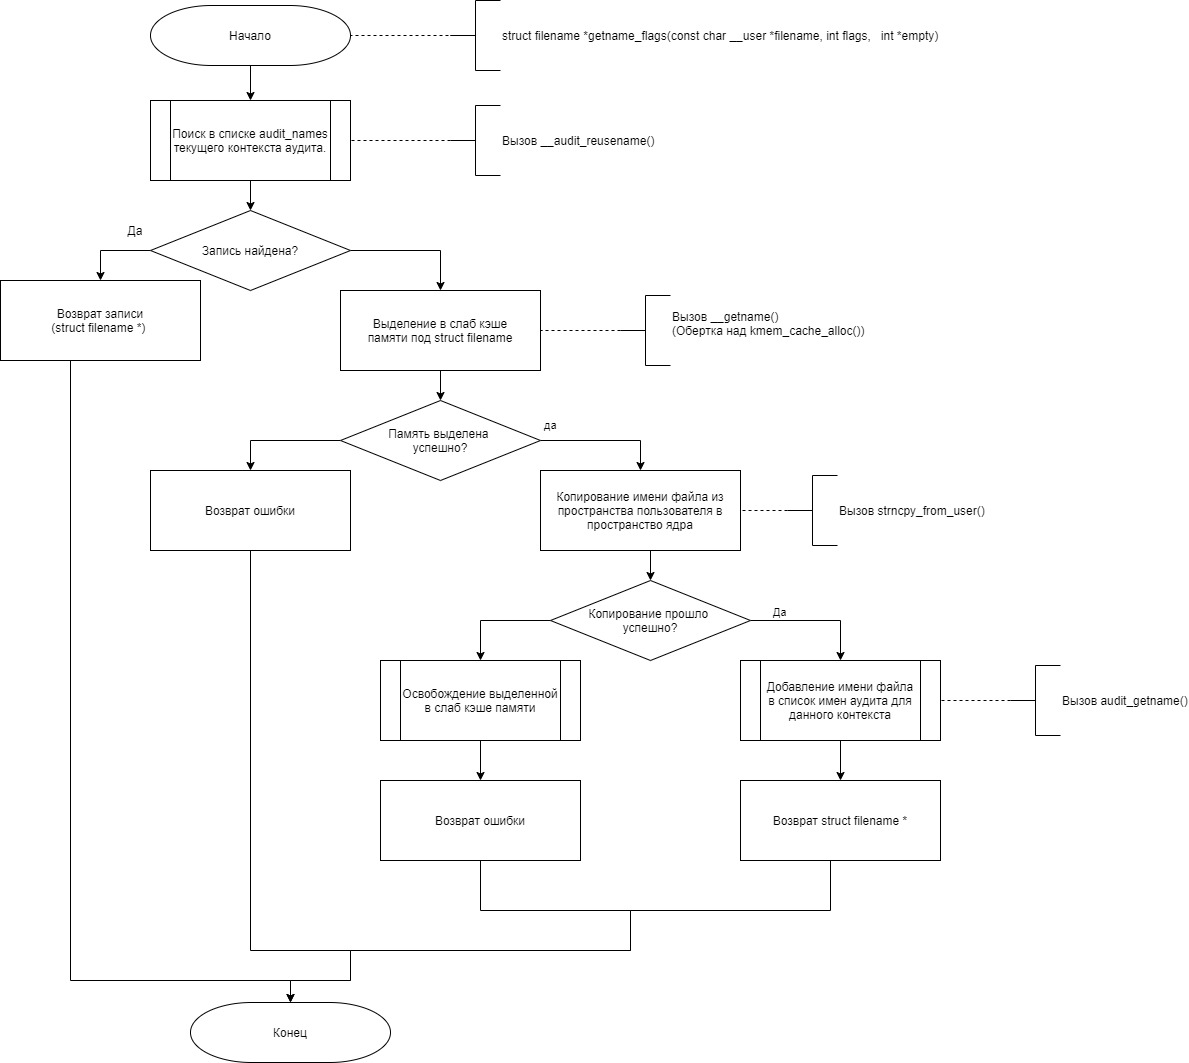 Начало
struct filename *getname_flags(const char __user *filename, int flags, int *empty)
Поиск в списке audit_names
текущего контекста аудита.
Вызов __audit_reusename()
Да
Запись найдена?
Возврат записи
(struct filename *)
Выделение в слаб кэше
памяти под struct filename
Вызов __getname()
(Обертка над kmem_cache_alloc())
Память выделена
успешно?
да
Возврат ошибки
Копирование имени файла из
пространства пользователя в
пространство ядра
Вызов strncpy_from_user()
Копирование прошло
успешно?
Да
Освобождение выделенной
в слаб кэше памяти
Добавление имени файла
в список имен аудита для
данного контекста
Вызов audit_getname()
Возврат ошибки
Возврат struct filename *
Конец